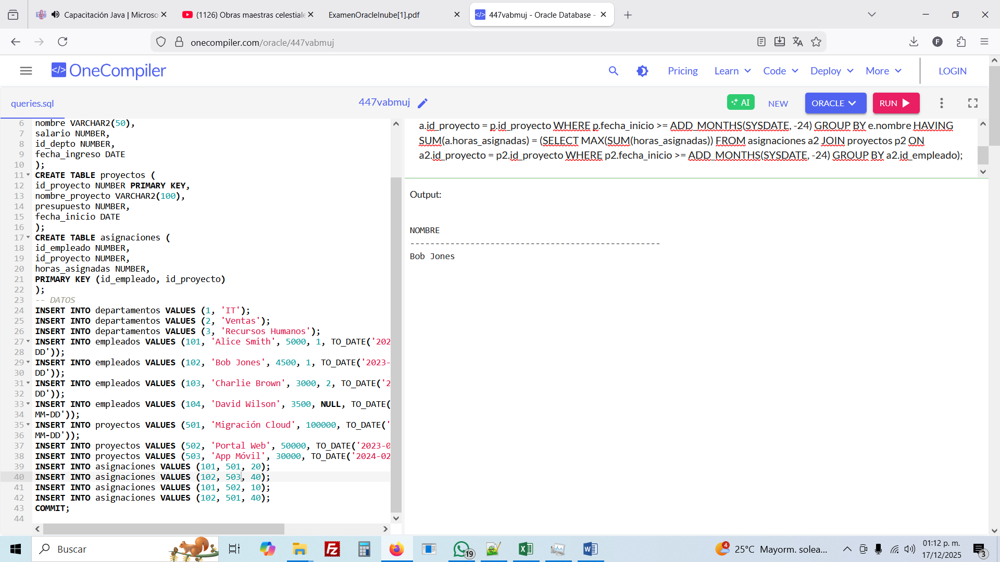 Capacitación Java | Microso
(1126) Obras maestras celestiale
ExamenOracleInube[1].pdf
447vabmuj - Oracle Database -
onecompiler.com/oracle/447vabmuj
F
</> OneCompiler
Pricing
Learn
Code
Deploy
More
LOGIN
queries.sql
447vabmuj
AI
NEW
ORACLE
RUN
6 nombre VARCHAR2(50),
7 salario NUMBER,
8 id_depto NUMBER,
9 fecha_ingreso DATE
10 );
11 CREATE TABLE proyectos (
12 id_proyecto NUMBER PRIMARY KEY,
13 nombre_proyecto VARCHAR2(100),
14 presupuesto NUMBER,
15 fecha_inicio DATE
16 );
17 CREATE TABLE asignaciones (
18 id_empleado NUMBER,
19 id_proyecto NUMBER,
20 horas_asignadas NUMBER,
21 PRIMARY KEY (id_empleado, id_proyecto)
22 );
23 -- DATOS
24 INSERT INTO departamentos VALUES (1, 'IT');
25 INSERT INTO departamentos VALUES (2, 'Ventas');
26 INSERT INTO departamentos VALUES (3, 'Recursos Humanos');
27 INSERT INTO empleados VALUES (101, 'Alice Smith', 5000, 1, TO_DATE('202
28 DD'));
29 INSERT INTO empleados VALUES (102, 'Bob Jones', 4500, 1, TO_DATE('2023-
30 DD'));
31 INSERT INTO empleados VALUES (103, 'Charlie Brown', 3000, 2, TO_DATE('2
32 DD'));
33 INSERT INTO empleados VALUES (104, 'David Wilson', 3500, NULL, TO_DATE(
34 MM-DD'));
35 INSERT INTO proyectos VALUES (501, 'Migración Cloud', 100000, TO_DATE('
36 MM-DD'));
37 INSERT INTO proyectos VALUES (502, 'Portal Web', 50000, TO_DATE('2023-0
38 INSERT INTO proyectos VALUES (503, 'App Móvil', 30000, TO_DATE('2024-02
39 INSERT INTO asignaciones VALUES (101, 501, 20);
40 INSERT INTO asignaciones VALUES (102, 503, 40);
41 INSERT INTO asignaciones VALUES (101, 502, 10);
42 INSERT INTO asignaciones VALUES (102, 501, 40);
43 COMMIT;
44
a.id_proyecto = p.id_proyecto WHERE p.fecha_inicio >= ADD_MONTHS(SYSDATE, -24) GROUP BY e.nombre HAVING
SUM(a.horas_asignadas) = (SELECT MAX(SUM(horas_asignadas)) FROM asignaciones a2 JOIN proyectos p2 ON
a2.id_proyecto = p2.id_proyecto WHERE p2.fecha_inicio >= ADD_MONTHS(SYSDATE, -24) GROUP BY a2.id_empleado);
Output:
NOMBRE
--------------------------------------------------
Bob Jones
Buscar
19
4
25°C Mayorm. solea...
01:12 p. m.
17/12/2025
3